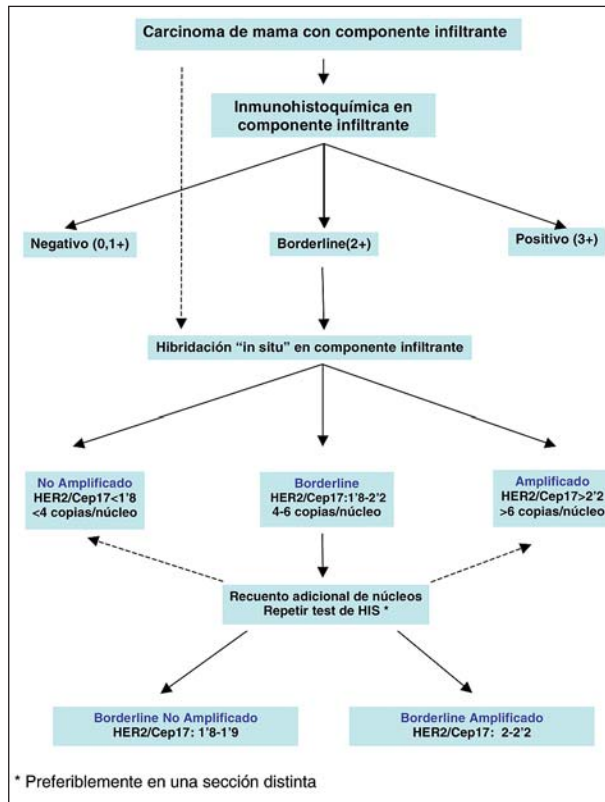 Carcinoma de mama con componente infiltrante
Inmunohistoquímica en
componente infiltrante
Negativo (0,1+)
Borderline(2+)
Positivo (3+)
Hibridación “in situ” en componente infiltrante
No Amplificado
HER2/Cep17<1'8
<4 copias/núcleo
Borderline
HER2/Cep17:1'8-2'2
4-6 copias/núcleo
Amplificado
HER2/Cep17>2'2
>6 copias/núcleo
Recuento adicional de núcleos
Repetir test de HIS *
Borderline No Amplificado
HER2/Cep17: 1'8-1'9
Borderline Amplificado
HER2/Cep17: 2-2'2
* Preferiblemente en una sección distinta